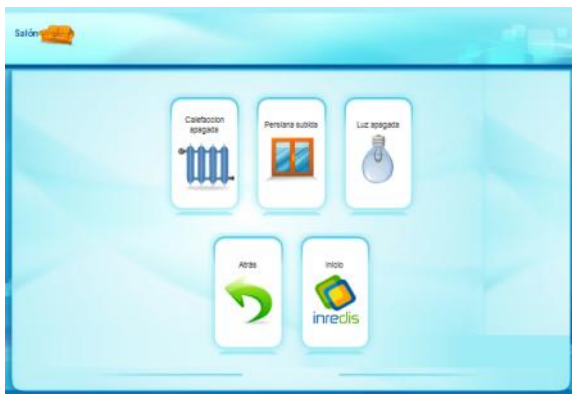 Salón
Calefaccion
apagada
Persiana subida
Luz apagada
Atrás
Inicio
inredis